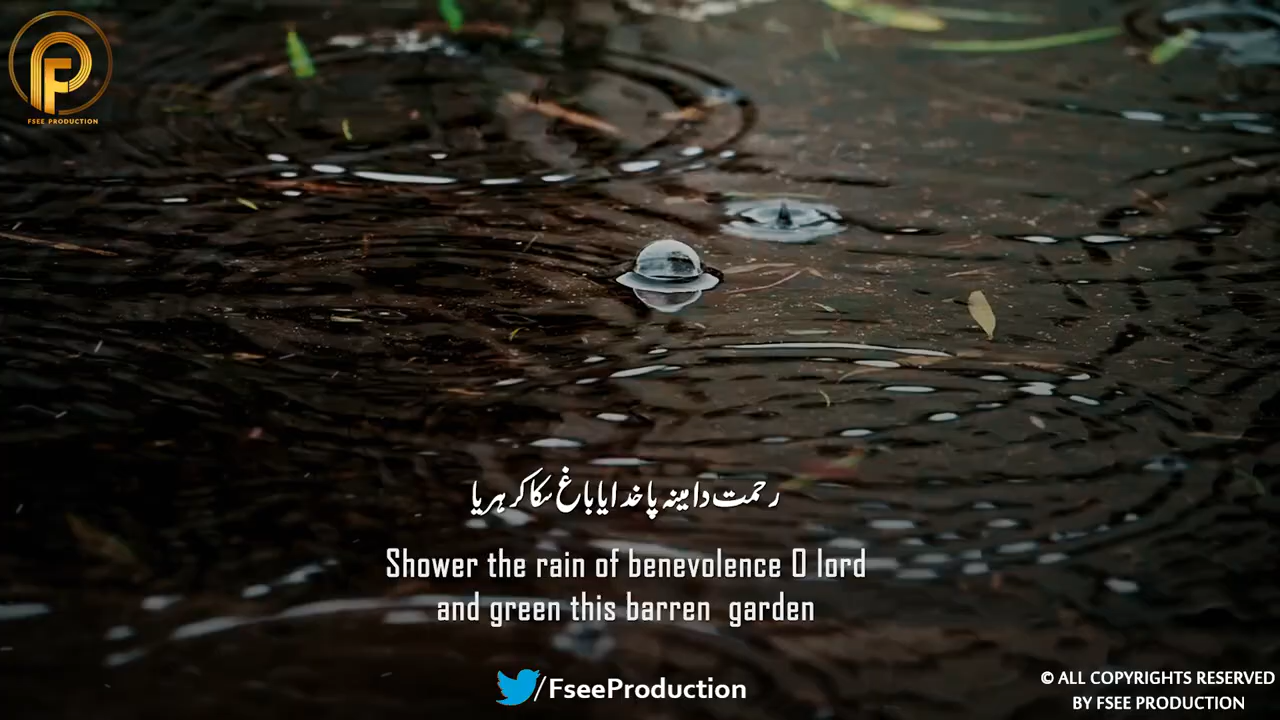 FSEE PRODUCTION
رحمت دا مینہ پا خدایا باغ سکا کر ہریا
Shower the rain of benevolence O lord
and green this barren garden
/FseeProduction
© ALL COPYRIGHTS RESERVED
BY FSEE PRODUCTION